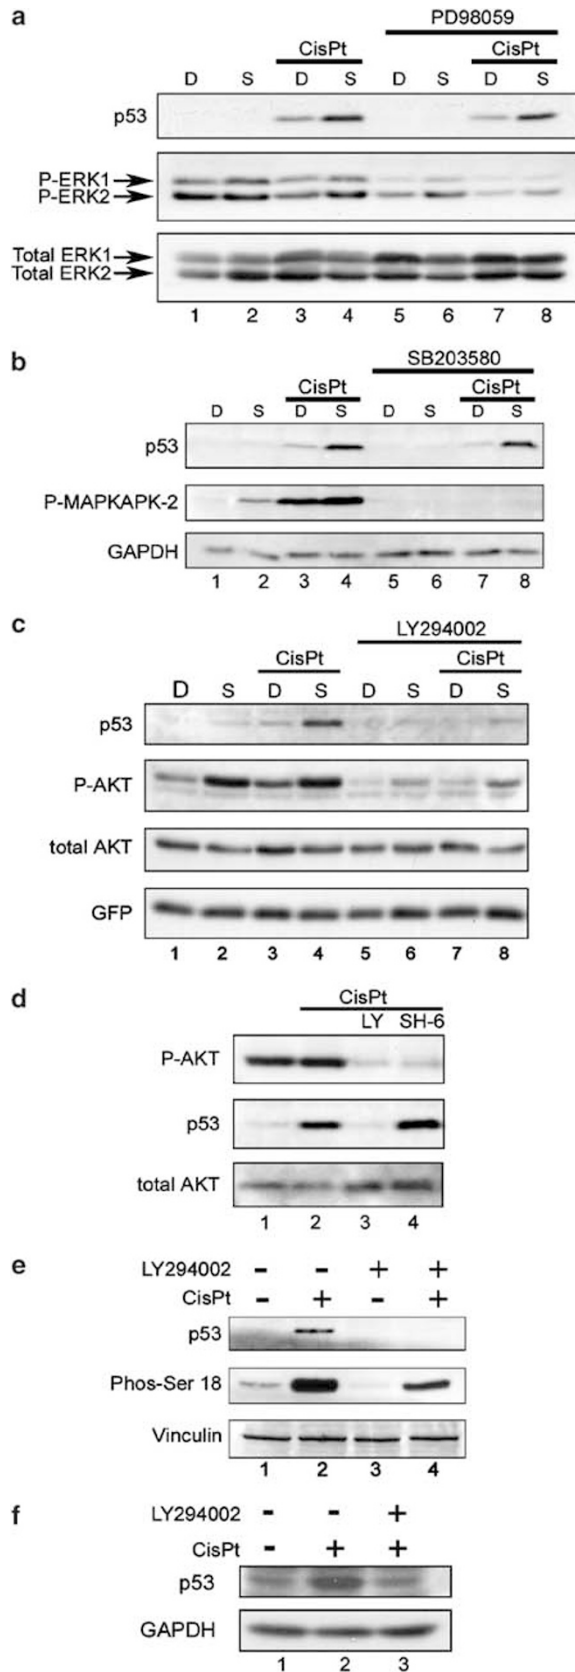 a
PD98059
CisPt CisPt
D S D S D S D S
p53
P-ERK1
P-ERK2
Total ERK1
Total ERK2
1 2 3 4 5 6 7 8
b
SB203580
CisPt CisPt
D S D S D S D S
p53
P-MAPKAPK-2
GAPDH
1 2 3 4 5 6 7 8
c
LY294002
CisPt CisPt
D S D S D S D S
p53
P-AKT
total AKT
GFP
1 2 3 4 5 6 7 8
d
CisPt
LY SH-6
P-AKT
p53
total AKT
1 2 3 4
e
LY294002 - - + +
CisPt - + - +
p53
Phos-Ser 18
Vinculin
1 2 3 4
f
LY294002 - - +
CisPt - + +
p53
GAPDH
1 2 3